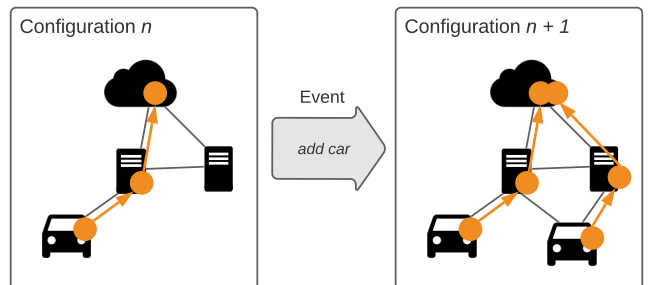 Configuration n
Configuration n + 1
Event
add car